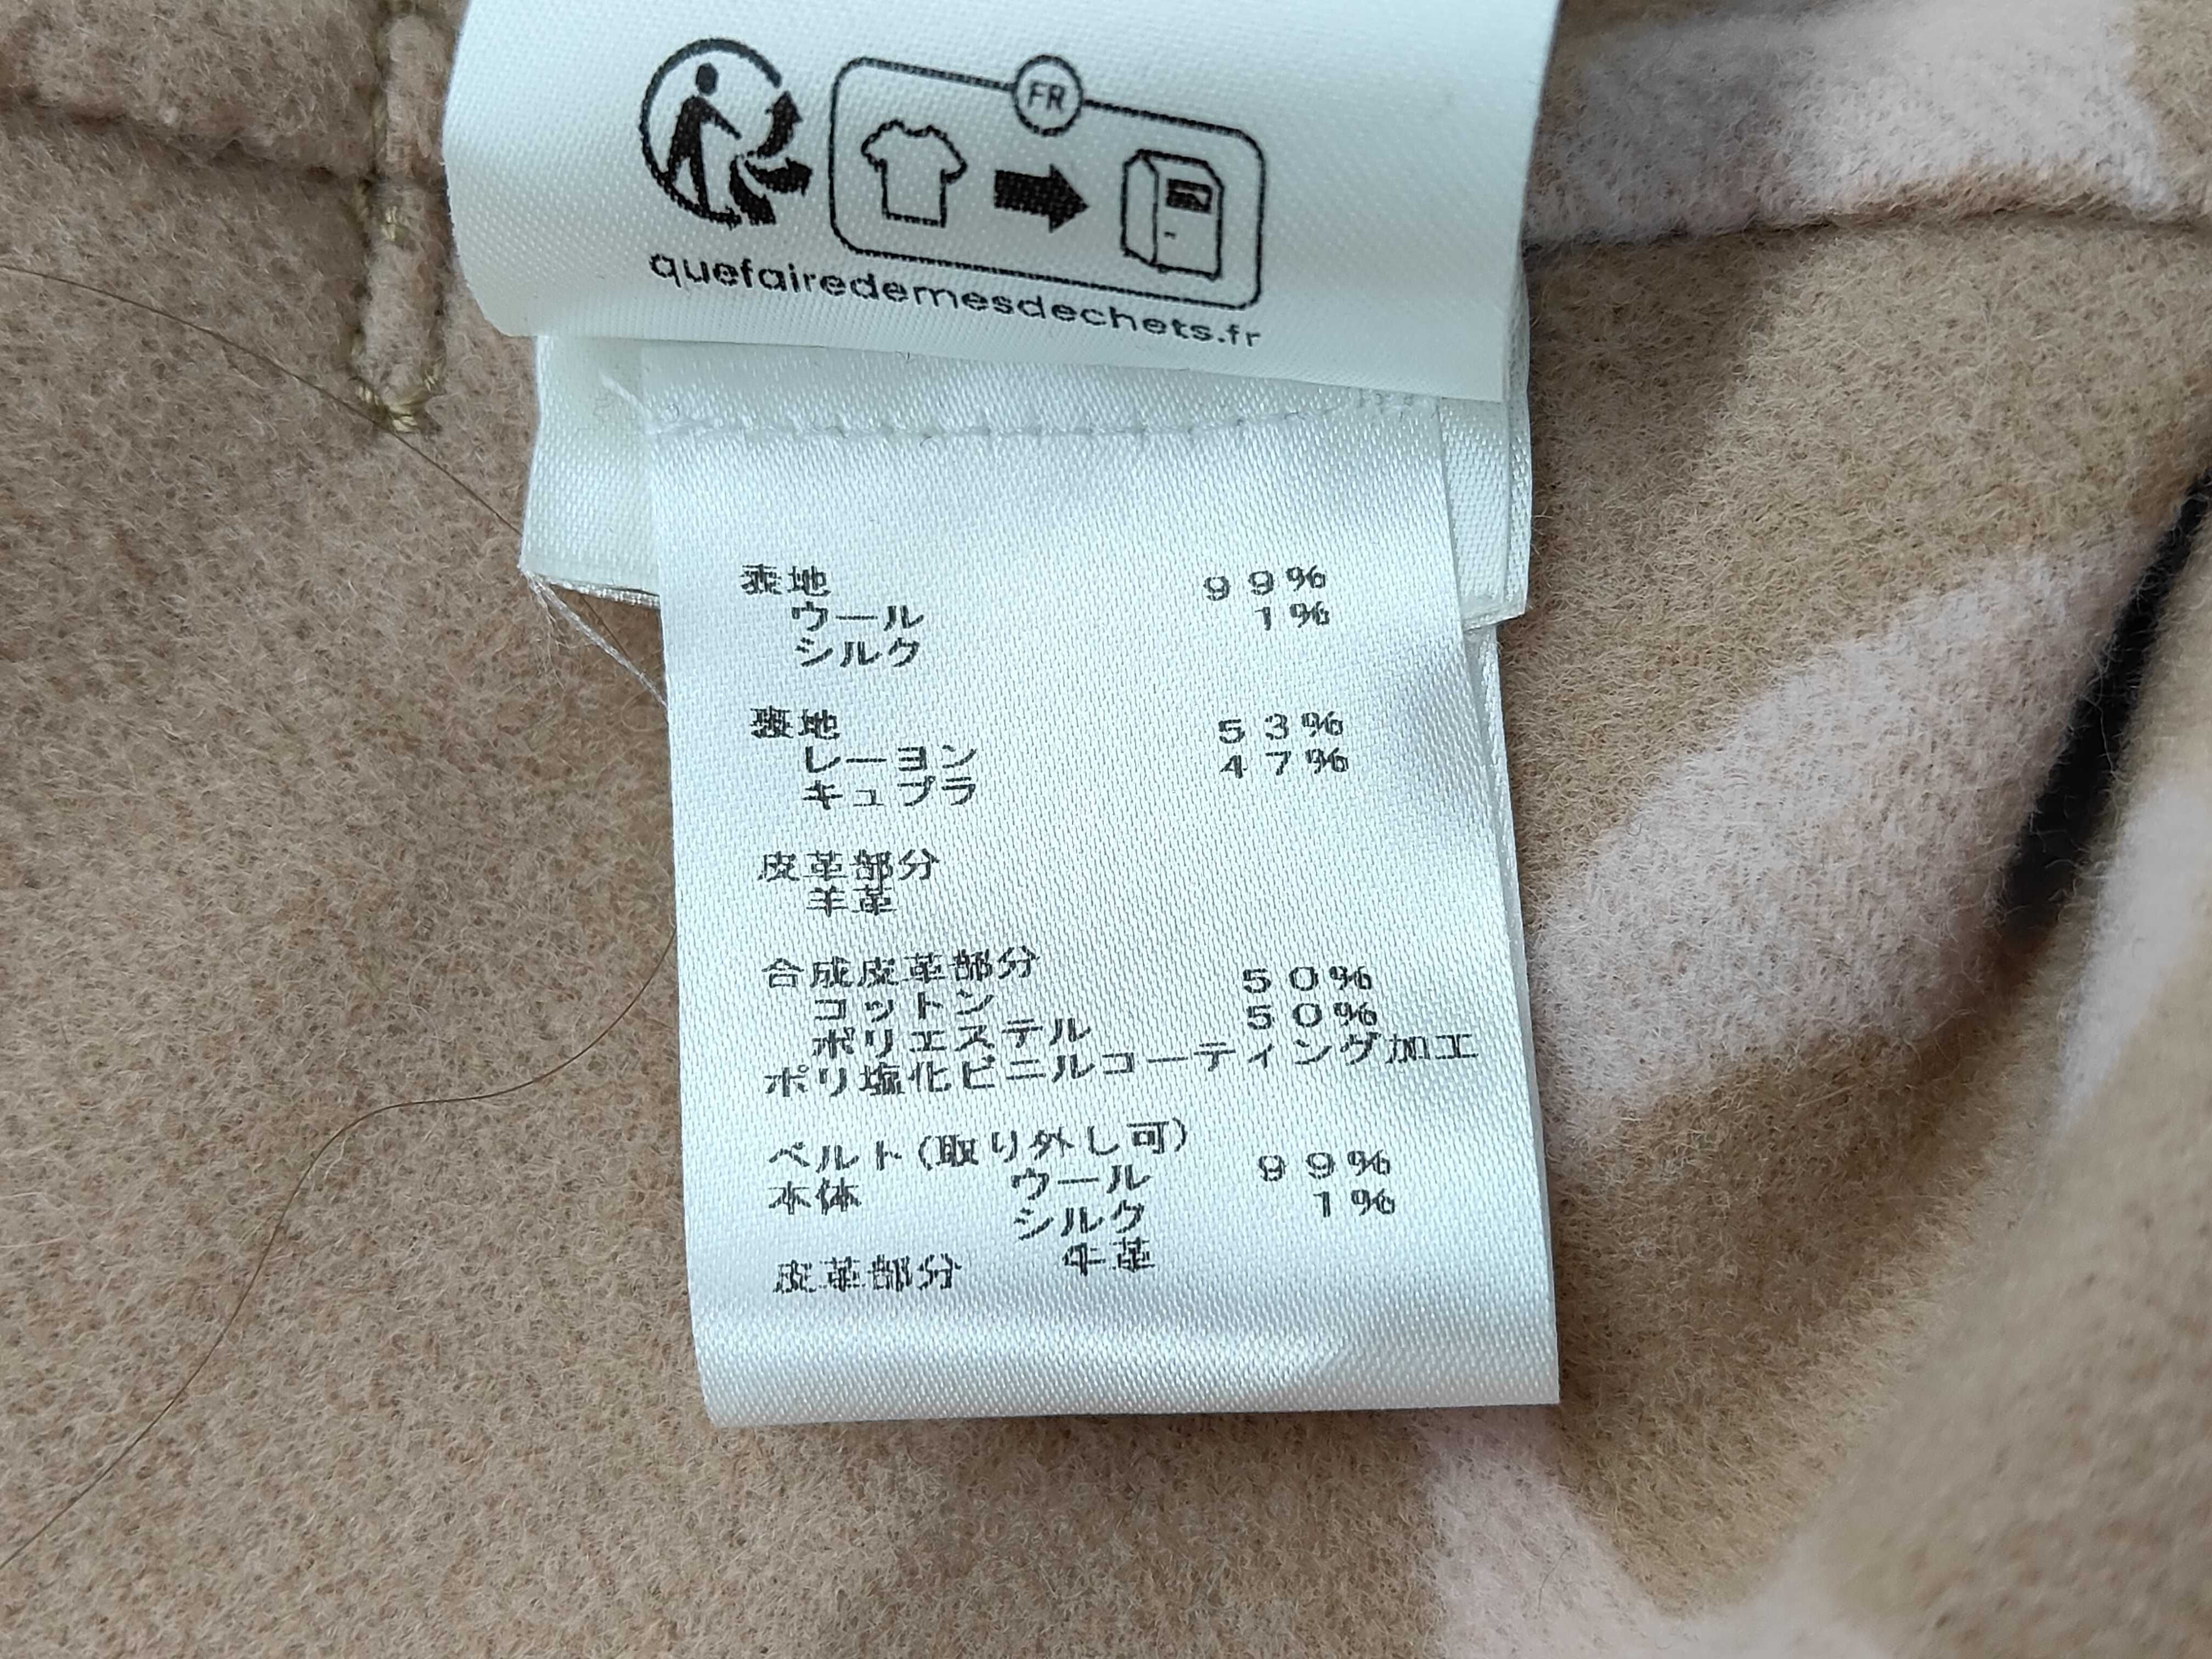 FR
quefairedemesdechets.fr
表地
ウール 99%
シルク 1%
裏地
レーヨン 53%
キュプラ 47%
皮革部分
羊革
合成皮革部分
コットン 50%
ポリエステル 50%
ポリ塩化ビニルコーティング加工
ベルト(取り外し可)
本体 ウール 99%
シルク 1%
皮革部分 牛革